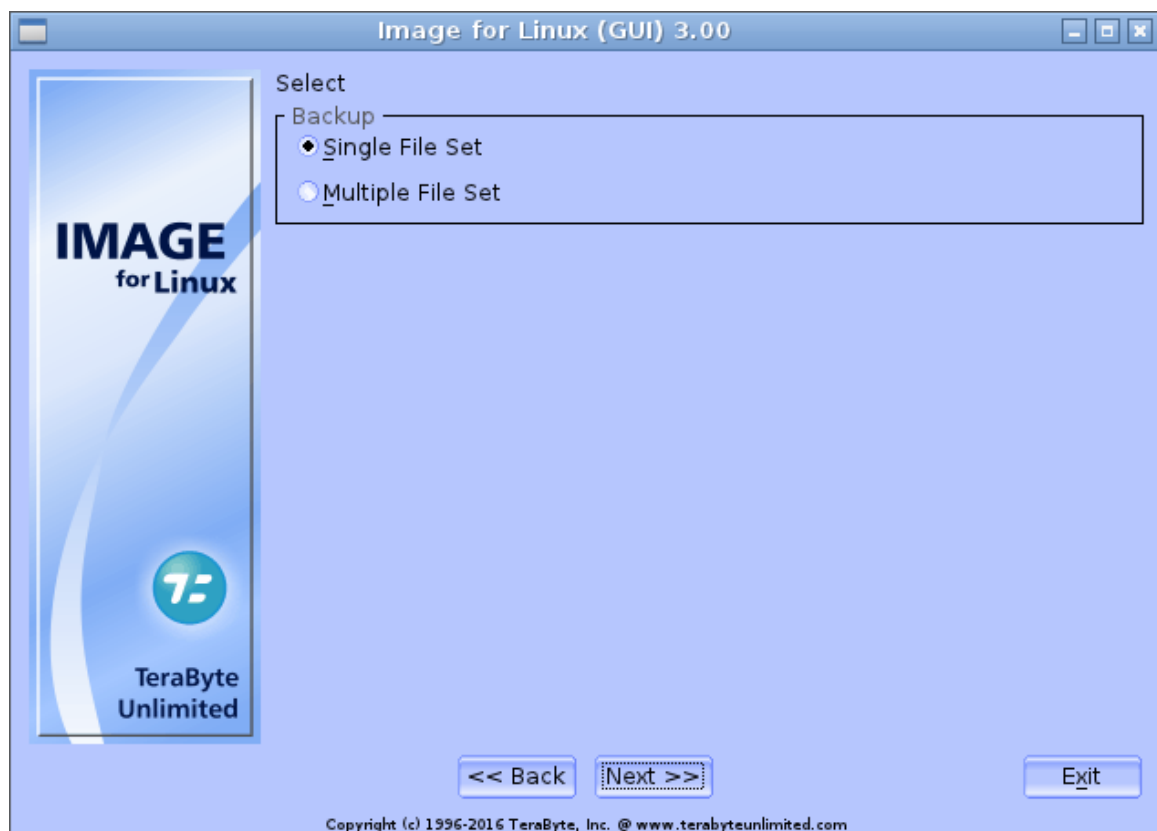 Image for Linux (GUI) 3.00
IMAGE
for Linux
TeraByte
Unlimited
Select
Backup
Single File Set
Multiple File Set
<< Back
Next >>
Exit
Copyright (c) 1996-2016 TeraByte, Inc. @ www.terabyteunlimited.com